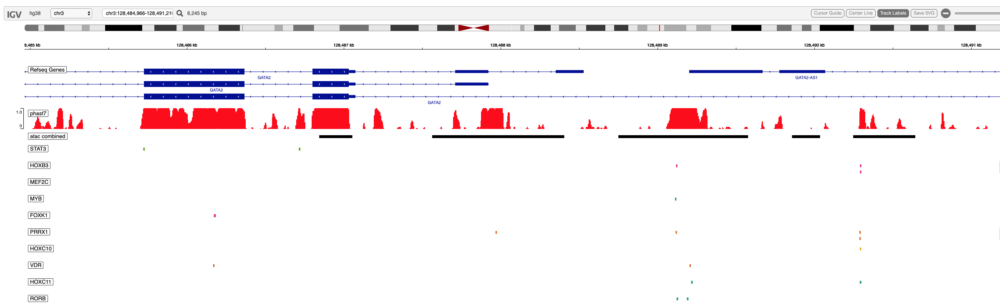 IGV hg38 chr3 chr3:128,484,966-128,491,21 6,245 bp Cursor Guide Center Line Track Labels Save SVG
8,485 kb 128,486 kb 128,487 kb 128,488 kb 128,489 kb 128,490 kb 128,491 kb
Refseq Genes
GATA2 GATA2-AS1
GATA2
GATA2
1.0 phast7
0
atac combined
STAT3
HOXB3
MEF2C
MYB
FOXK1
PRRX1
HOXC10
VDR
HOXC11
RORB